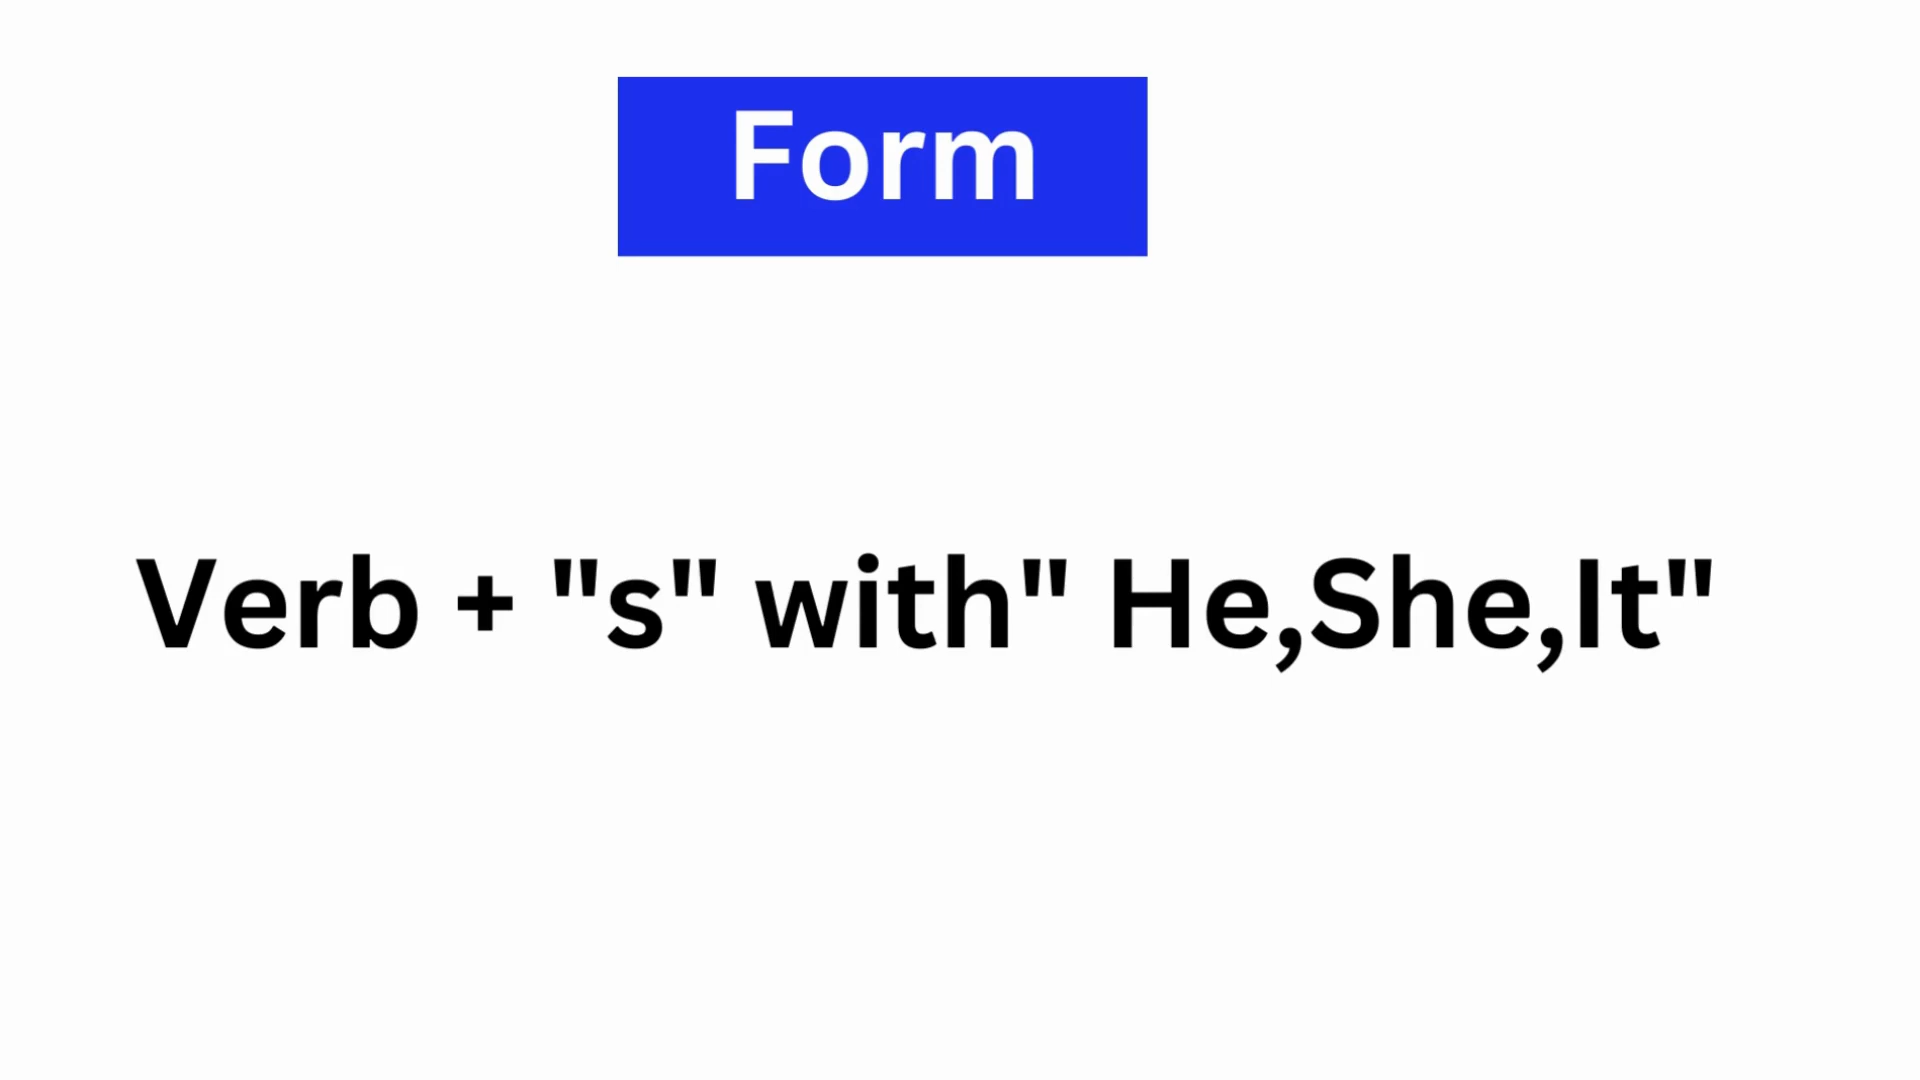 Form
Verb + "s" with" He,She,It"